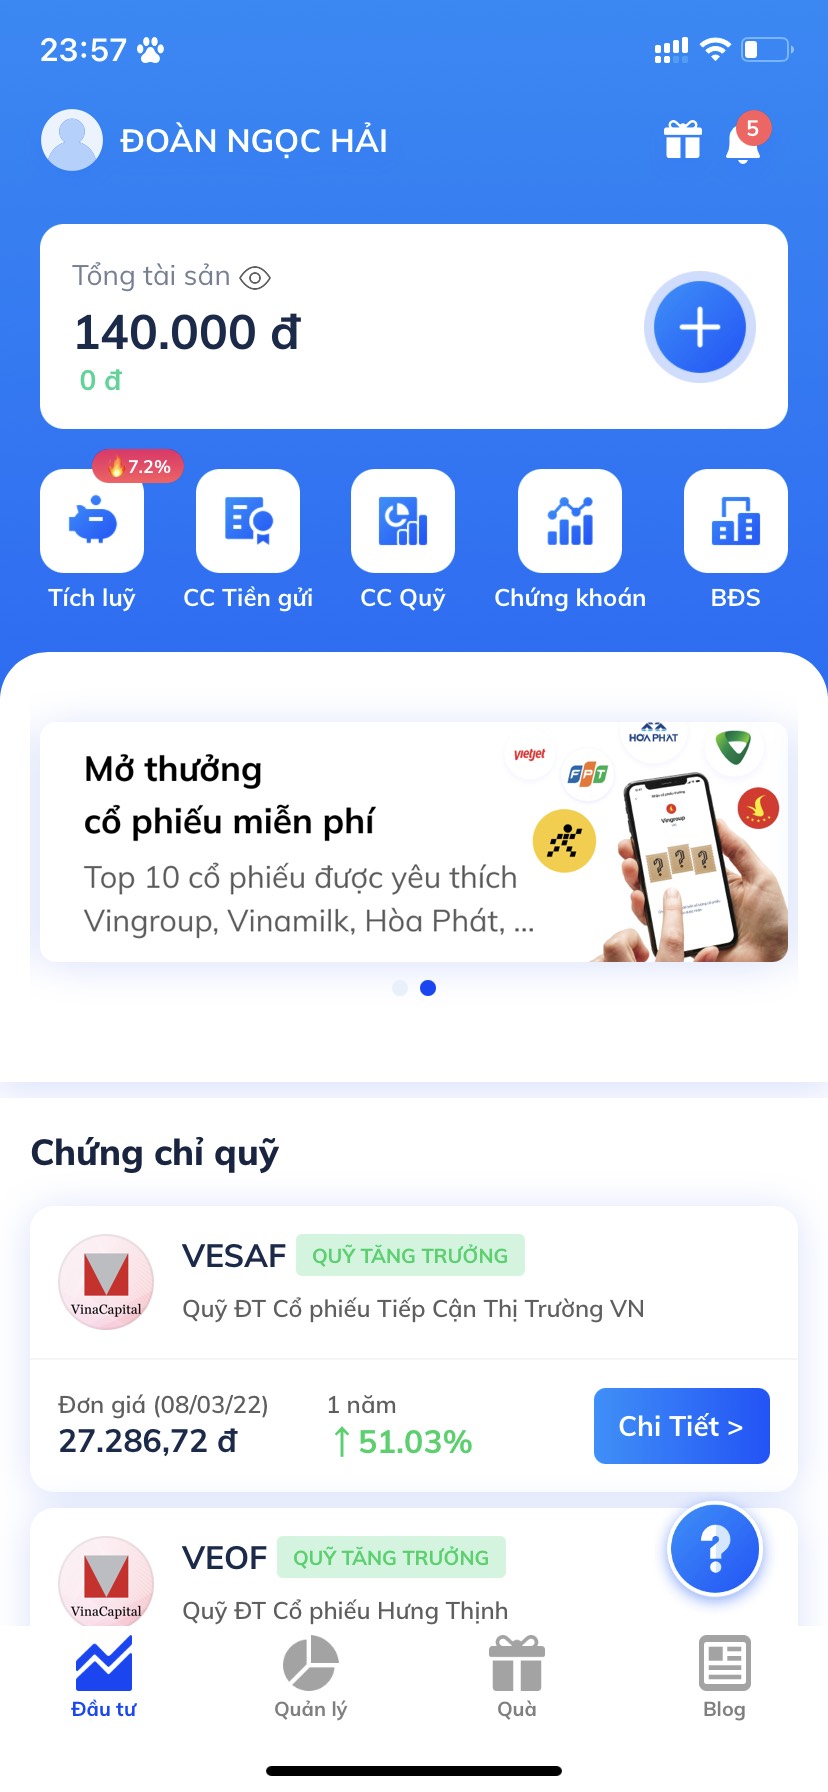 23:57
ĐOÀN NGỌC HẢI
5
Tổng tài sản
140.000 đ
0 đ
7.2%
Tích luỹ
CC Tiền gửi
CC Quỹ
Chứng khoán
BĐS
Mở thưởng
cổ phiếu miễn phí
Top 10 cổ phiếu được yêu thích
Vingroup, Vinamilk, Hòa Phát, ...
vietjet
FPT
HÒA PHÁT
Vingroup
? ? ?
Chứng chỉ quỹ
VinaCapital
VESAF
QUỸ TĂNG TRƯỞNG
Quỹ ĐT Cổ phiếu Tiếp Cận Thị Trường VN
Đơn giá (08/03/22)
1 năm
27.286,72 đ
↑51.03%
Chi Tiết >
VinaCapital
VEOF
QUỸ TĂNG TRƯỞNG
Quỹ ĐT Cổ phiếu Hưng Thịnh
?
Đầu tư
Quản lý
Quà
Blog